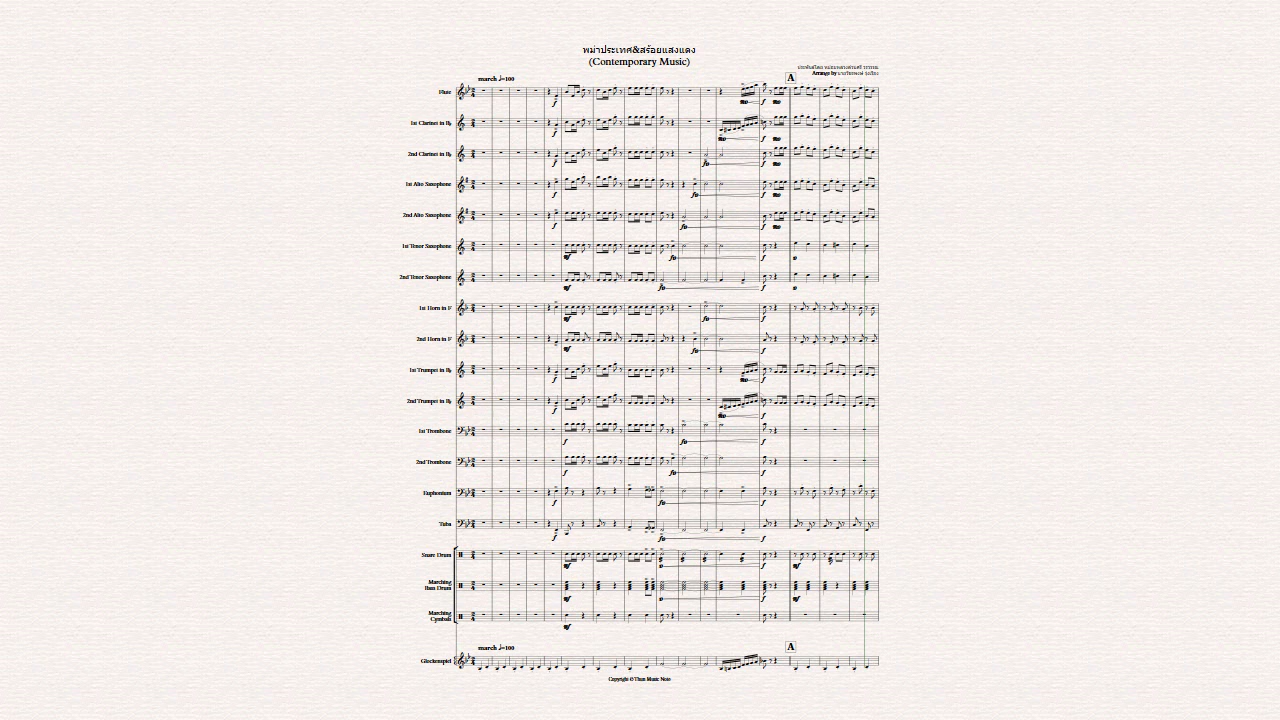 พม่าประเทศ&สร้อยแสงแดง
(Contemporary Music)
Arrange by
march ♩=100
A
Flute
1st Clarinet in B♭
2nd Clarinet in B♭
1st Alto Saxophone
2nd Alto Saxophone
1st Tenor Saxophone
2nd Tenor Saxophone
1st Horn in F
2nd Horn in F
1st Trumpet in B♭
2nd Trumpet in B♭
1st Trombone
2nd Trombone
Euphonium
Tuba
Snare Drum
Marching
Bass Drum
Marching
Cymbals
march ♩=100
A
Glockenspiel
Copyright © Thun Music Note